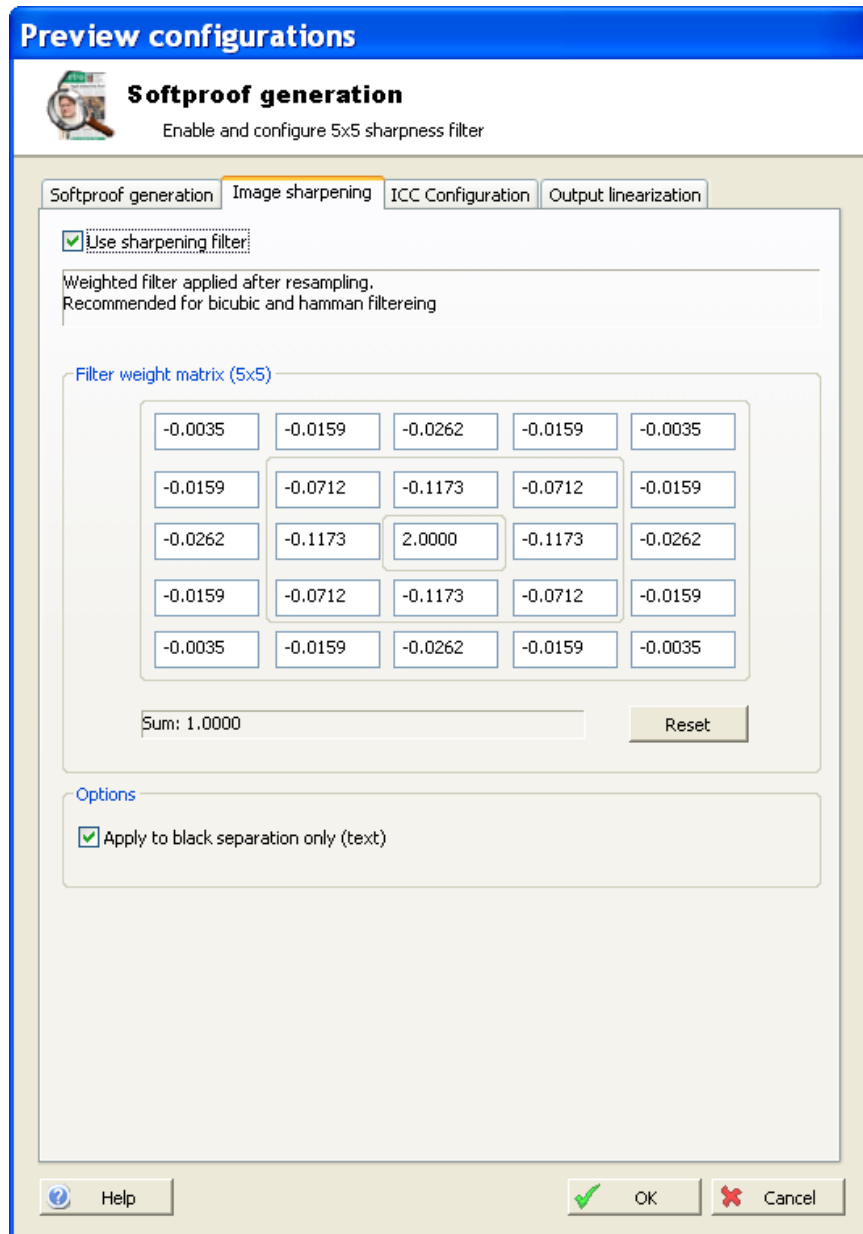 Preview configurations
Softproof generation
Enable and configure 5x5 sharpness filter
Softproof generation Image sharpening ICC Configuration Output linearization
Use sharpening filter
Weighted filter applied after resampling.
Recommended for bicubic and hamman filtereing
Filter weight matrix (5x5)
-0.0035 -0.0159 -0.0262 -0.0159 -0.0035
-0.0159 -0.0712 -0.1173 -0.0712 -0.0159
-0.0262 -0.1173 2.0000 -0.1173 -0.0262
-0.0159 -0.0712 -0.1173 -0.0712 -0.0159
-0.0035 -0.0159 -0.0262 -0.0159 -0.0035
Sum: 1.0000 Reset
Options
Apply to black separation only (text)
Help OK Cancel